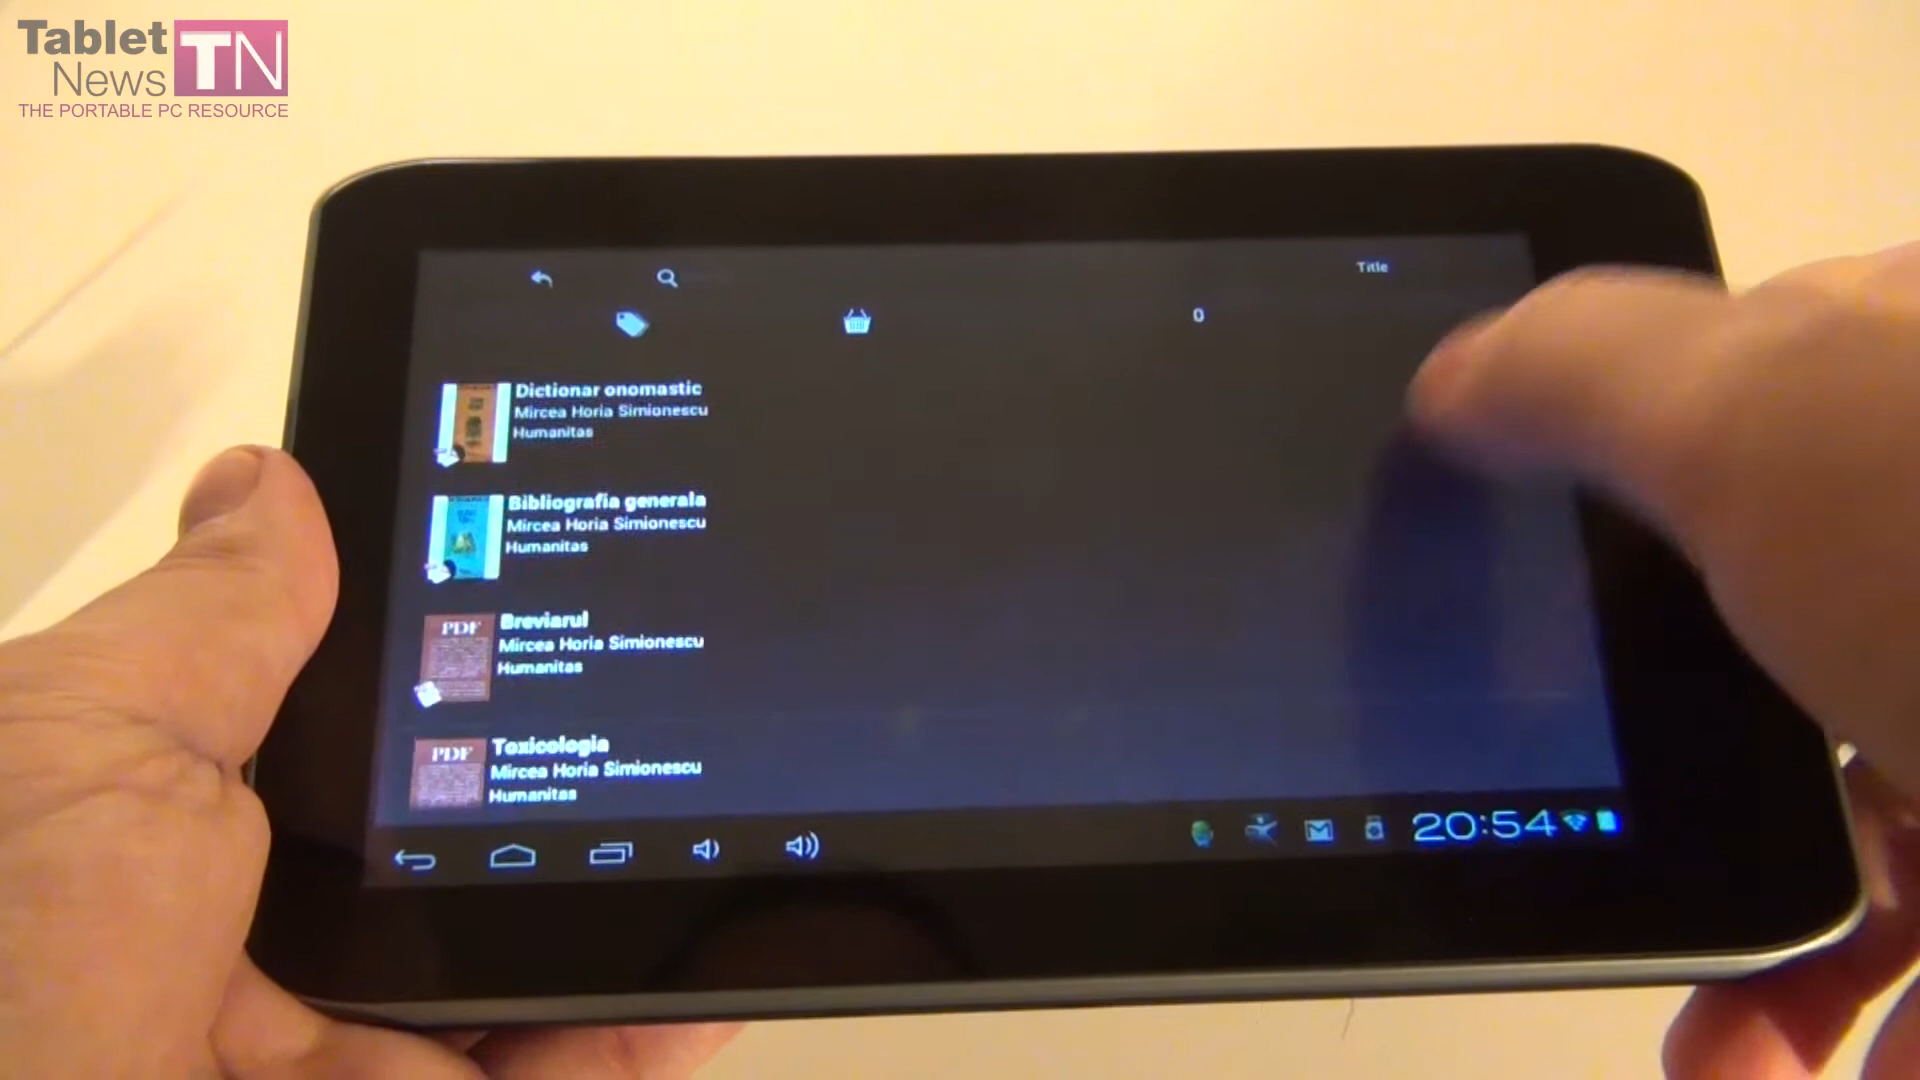 Tablet
News
TN
THE PORTABLE PC RESOURCE
Title
0
Dictionar onomastic
Mircea Horia Simionescu
Humanitas
Bibliografia generala
Mircea Horia Simionescu
Humanitas
PDF
Breviarul
Mircea Horia Simionescu
Humanitas
PDF
Toxicologia
Mircea Horia Simionescu
Humanitas
20:54